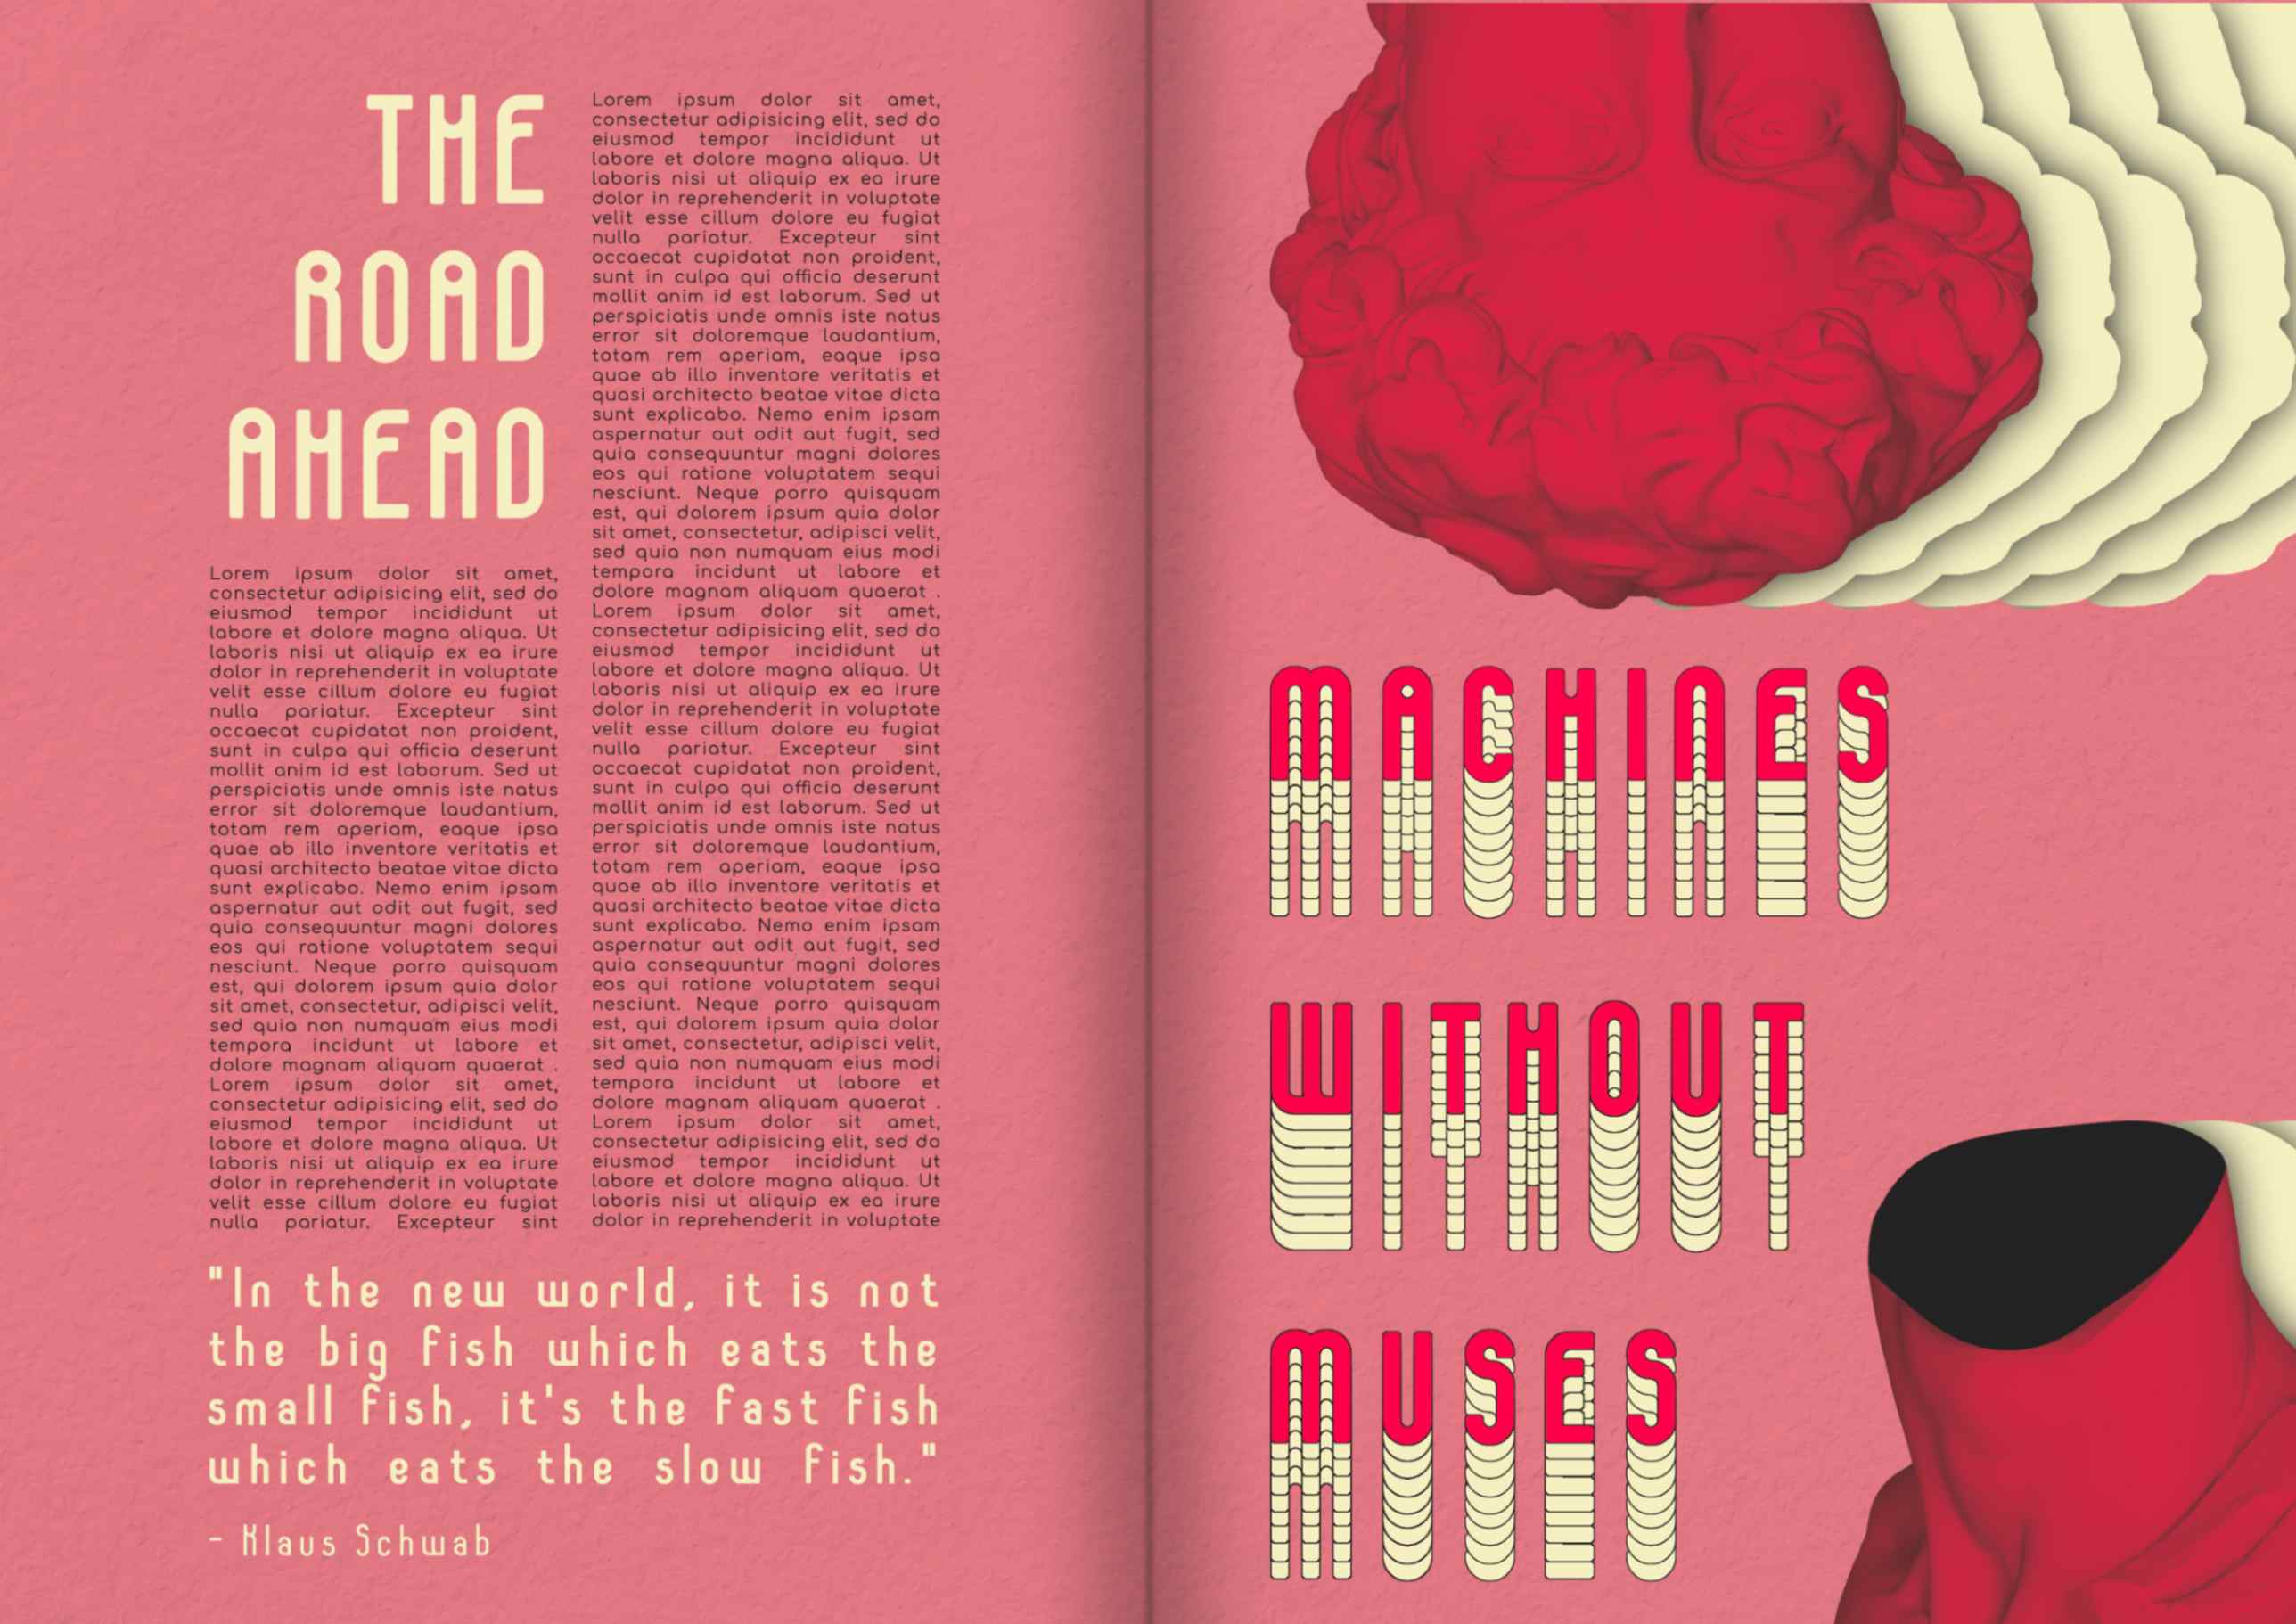 THE
ROAD
AHEAD
Lorem ipsum dolor sit amet,
consectetur adipisicing elit, sed do
eiusmod tempor incididunt ut
labore et dolore magna aliqua. Ut
laboris nisi ut aliquip ex ea irure
dolor in reprehenderit in voluptate
velit esse cillum dolore eu fugiat
nulla pariatur. Excepteur sint
occaecat cupidatat non proident,
sunt in culpa qui officia deserunt
mollit anim id est laborum. Sed ut
perspiciatis unde omnis iste natus
error sit doloremque laudantium,
totam rem aperiam, eaque ipsa
quae ab illo inventore veritatis et
quasi architecto beatae vitae dicta
sunt explicabo. Nemo enim ipsam
aspernatur aut odit aut fugit, sed
quia consequuntur magni dolores
eos qui ratione voluptatem sequi
nesciunt. Neque porro quisquam
est, qui dolorem ipsum quia dolor
sit amet, consectetur, adipisci velit,
sed quia non numquam eius modi
tempora incidunt ut labore et
dolore magnam aliquam quaerat .
Lorem ipsum dolor sit amet,
consectetur adipisicing elit, sed do
eiusmod tempor incididunt ut
labore et dolore magna aliqua. Ut
laboris nisi ut aliquip ex ea irure
dolor in reprehenderit in voluptate
velit esse cillum dolore eu fugiat
nulla pariatur. Excepteur sint
Lorem ipsum dolor sit amet,
consectetur adipisicing elit, sed do
eiusmod tempor incididunt ut
labore et dolore magna aliqua. Ut
laboris nisi ut aliquip ex ea irure
dolor in reprehenderit in voluptate
velit esse cillum dolore eu fugiat
nulla pariatur. Excepteur sint
occaecat cupidatat non proident,
sunt in culpa qui officia deserunt
mollit anim id est laborum. Sed ut
perspiciatis unde omnis iste natus
error sit doloremque laudantium,
totam rem aperiam, eaque ipsa
quae ab illo inventore veritatis et
quasi architecto beatae vitae dicta
sunt explicabo. Nemo enim ipsam
aspernatur aut odit aut fugit, sed
quia consequuntur magni dolores
eos qui ratione voluptatem sequi
nesciunt. Neque porro quisquam
est, qui dolorem ipsum quia dolor
sit amet, consectetur, adipisci velit,
sed quia non numquam eius modi
tempora incidunt ut labore et
dolore magnam aliquam quaerat .
Lorem ipsum dolor sit amet,
consectetur adipisicing elit, sed do
eiusmod tempor incididunt ut
labore et dolore magna aliqua. Ut
laboris nisi ut aliquip ex ea irure
dolor in reprehenderit in voluptate
velit esse cillum dolore eu fugiat
nulla pariatur. Excepteur sint
occaecat cupidatat non proident,
sunt in culpa qui officia deserunt
mollit anim id est laborum. Sed ut
perspiciatis unde omnis iste natus
error sit doloremque laudantium,
totam rem aperiam, eaque ipsa
quae ab illo inventore veritatis et
quasi architecto beatae vitae dicta
sunt explicabo. Nemo enim ipsam
aspernatur aut odit aut fugit, sed
quia consequuntur magni dolores
eos qui ratione voluptatem sequi
nesciunt. Neque porro quisquam
est, qui dolorem ipsum quia dolor
sit amet, consectetur, adipisci velit,
sed quia non numquam eius modi
tempora incidunt ut labore et
dolore magnam aliquam quaerat .
Lorem ipsum dolor sit amet,
consectetur adipisicing elit, sed do
eiusmod tempor incididunt ut
labore et dolore magna aliqua. Ut
laboris nisi ut aliquip ex ea irure
dolor in reprehenderit in voluptate
"In the new world, it is not
the big fish which eats the
small fish, it's the fast fish
which eats the slow fish."
- Klaus Schwab
MACHINES
WITHOUT
MUSES